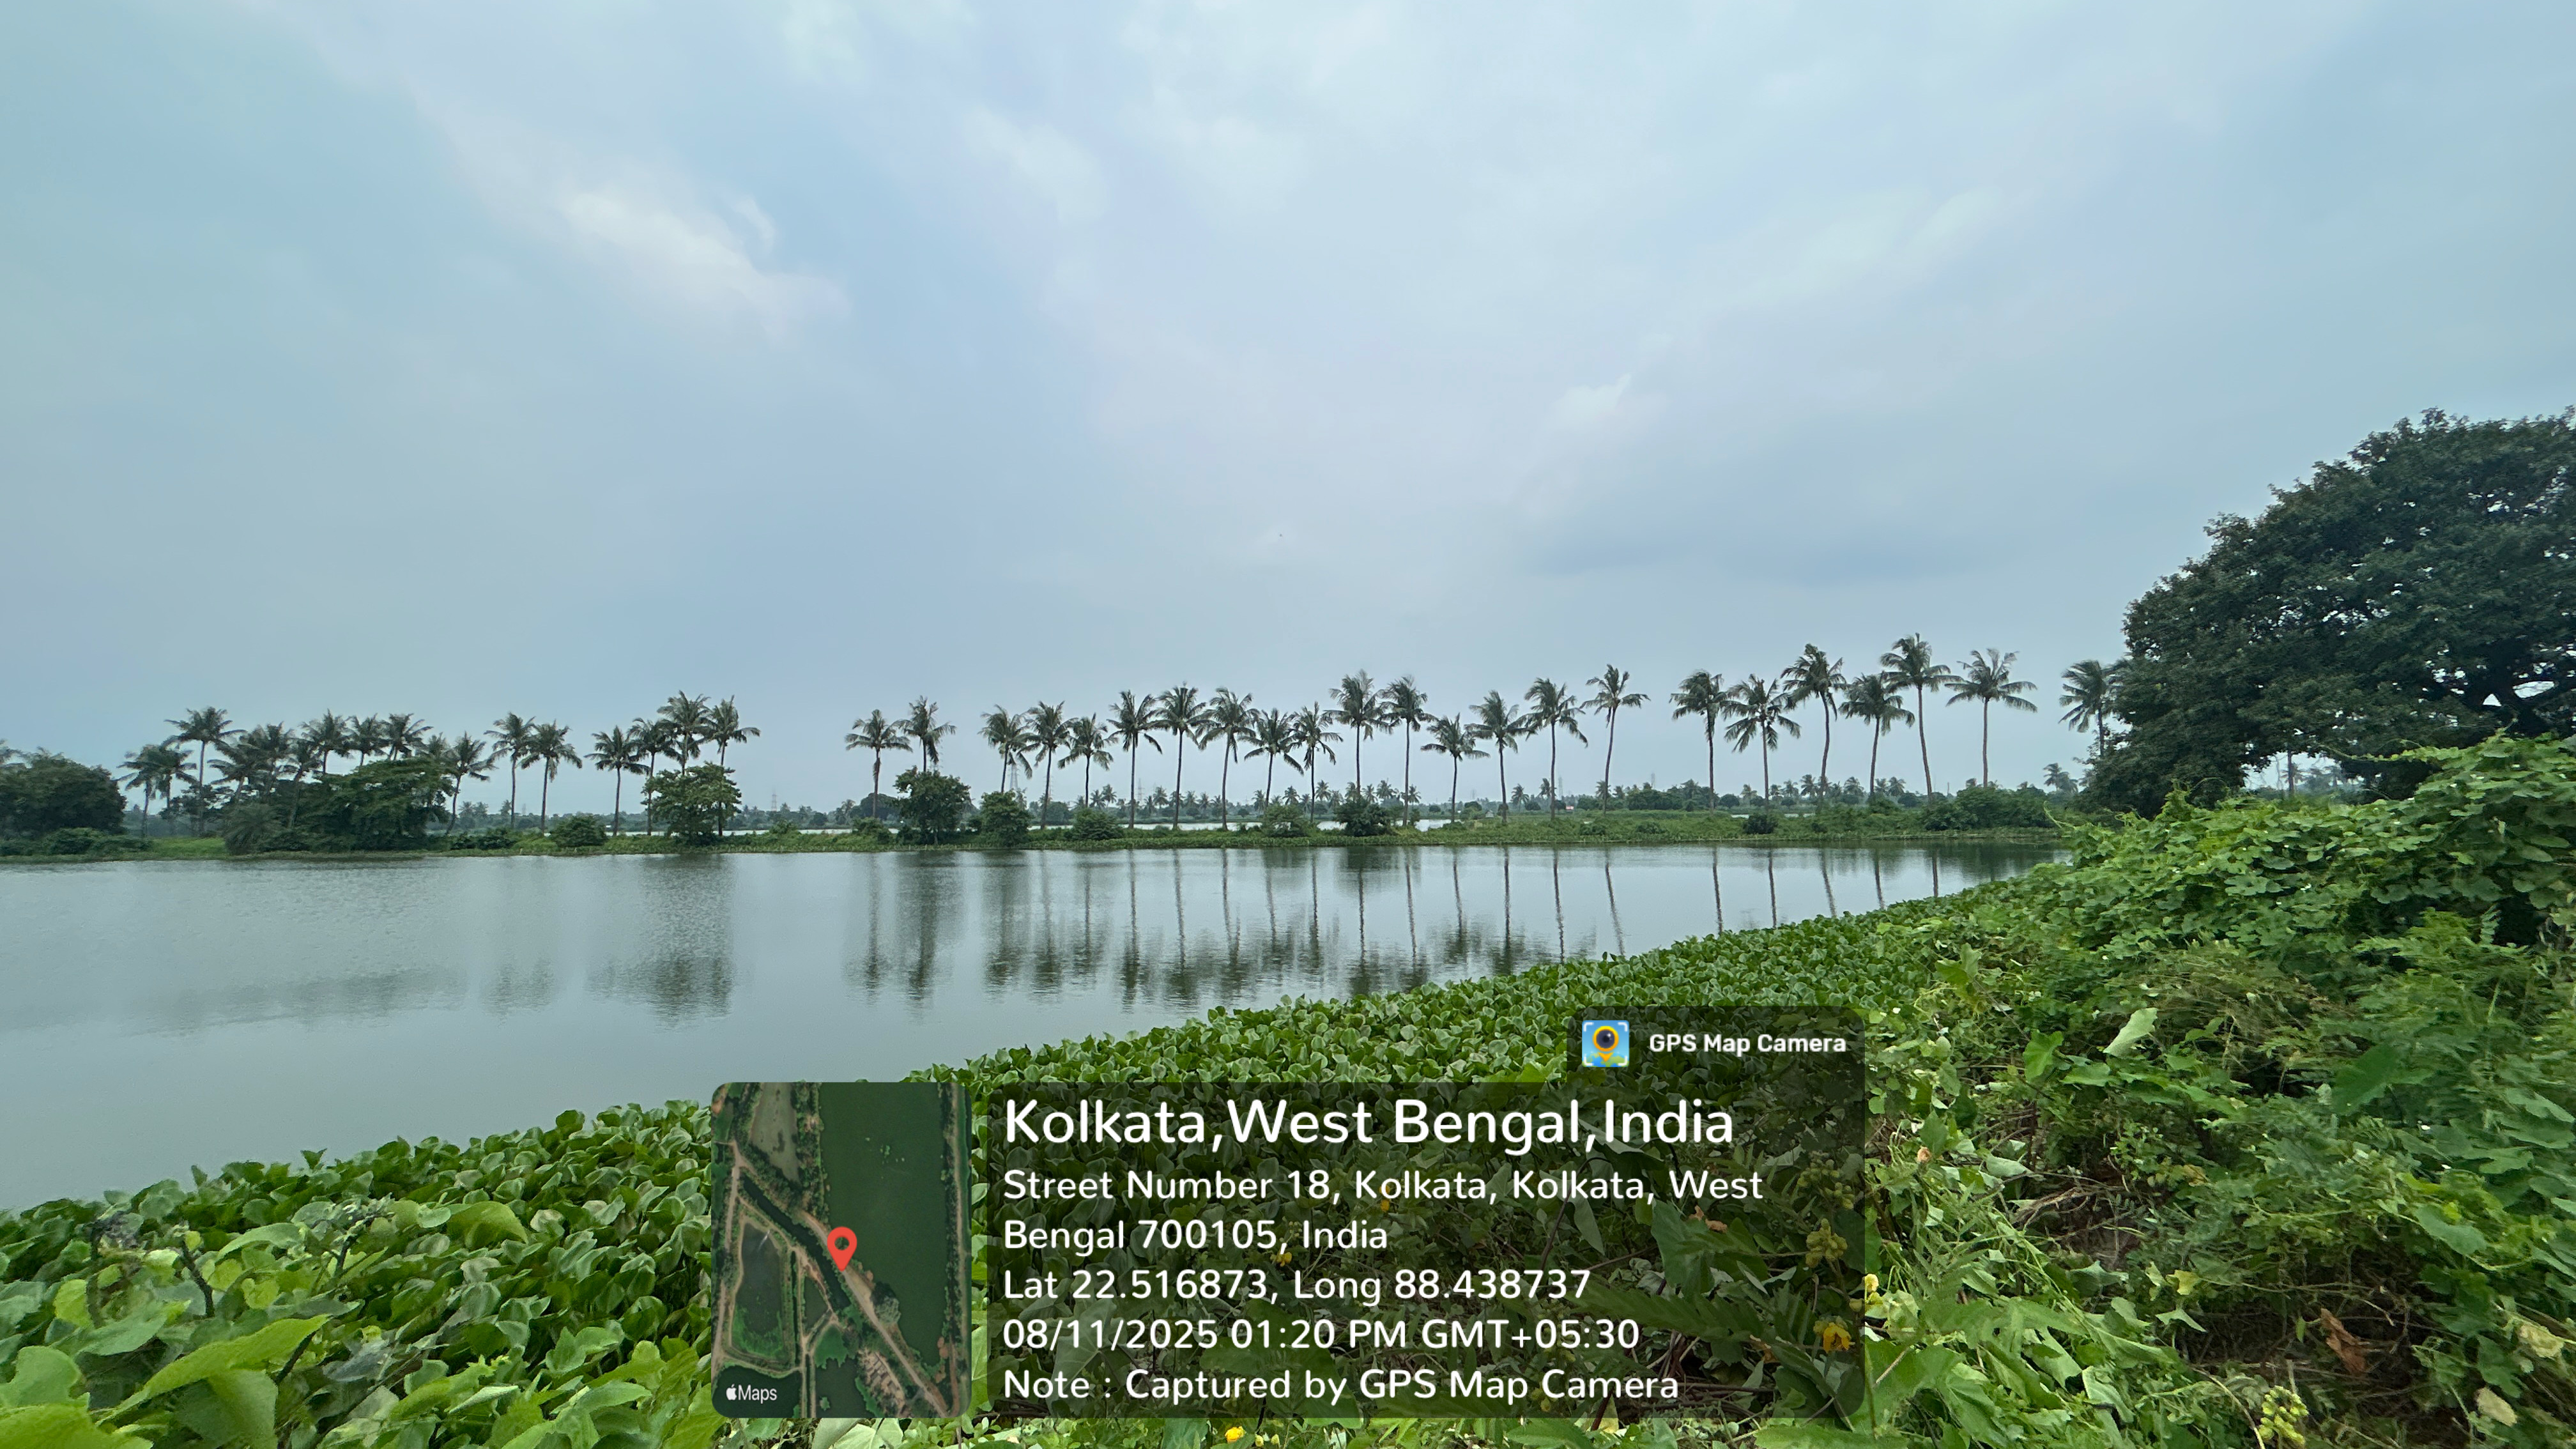 GPS Map Camera
Kolkata,West Bengal,India
Street Number 18, Kolkata, Kolkata, West
Bengal 700105, India
Lat 22.516873, Long 88.438737
08/11/2025 01:20 PM GMT+05:30
Note : Captured by GPS Map Camera
Maps